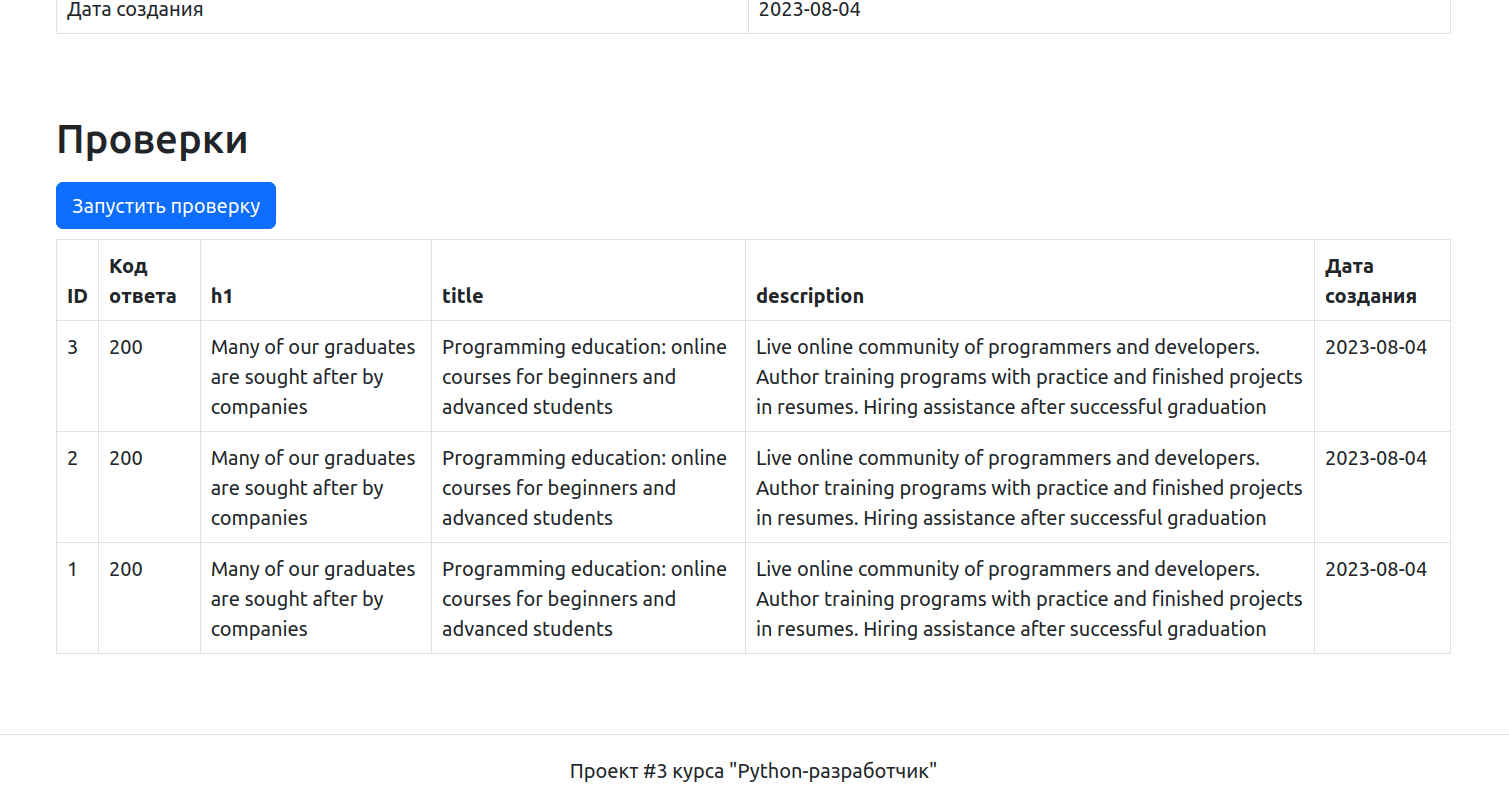 Дата создания 2023-08-04
Проверки
Запустить проверку
ID Код ответа h1 title description Дата создания
3 200 Many of our graduates Programming education: online Live online community of programmers and developers. 2023-08-04
are sought after by courses for beginners and Author training programs with practice and finished projects
companies advanced students in resumes. Hiring assistance after successful graduation
2 200 Many of our graduates Programming education: online Live online community of programmers and developers. 2023-08-04
are sought after by courses for beginners and Author training programs with practice and finished projects
companies advanced students in resumes. Hiring assistance after successful graduation
1 200 Many of our graduates Programming education: online Live online community of programmers and developers. 2023-08-04
are sought after by courses for beginners and Author training programs with practice and finished projects
companies advanced students in resumes. Hiring assistance after successful graduation
Проект #3 курса "Python-разработчик"